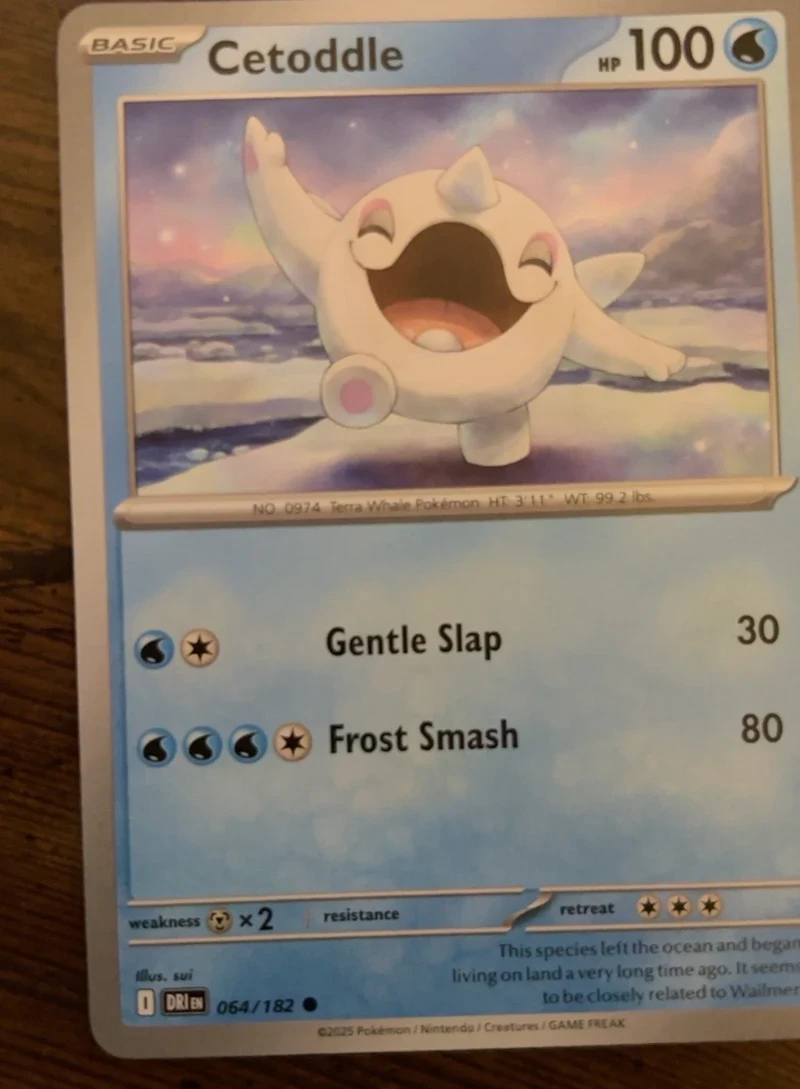 BASIC Cetoddle HP 100
NO. 0974 Terra Whale Pokémon HT: 3'11" WT: 99.2 lbs.
Gentle Slap 30
Frost Smash 80
weakness ×2 resistance retreat
This species left the ocean and began
living on land a very long time ago. It seems
to be closely related to Wailmer
Illus. sui
I DRI EN 064/182
©2025 Pokémon / Nintendo / Creatures / GAME FREAK